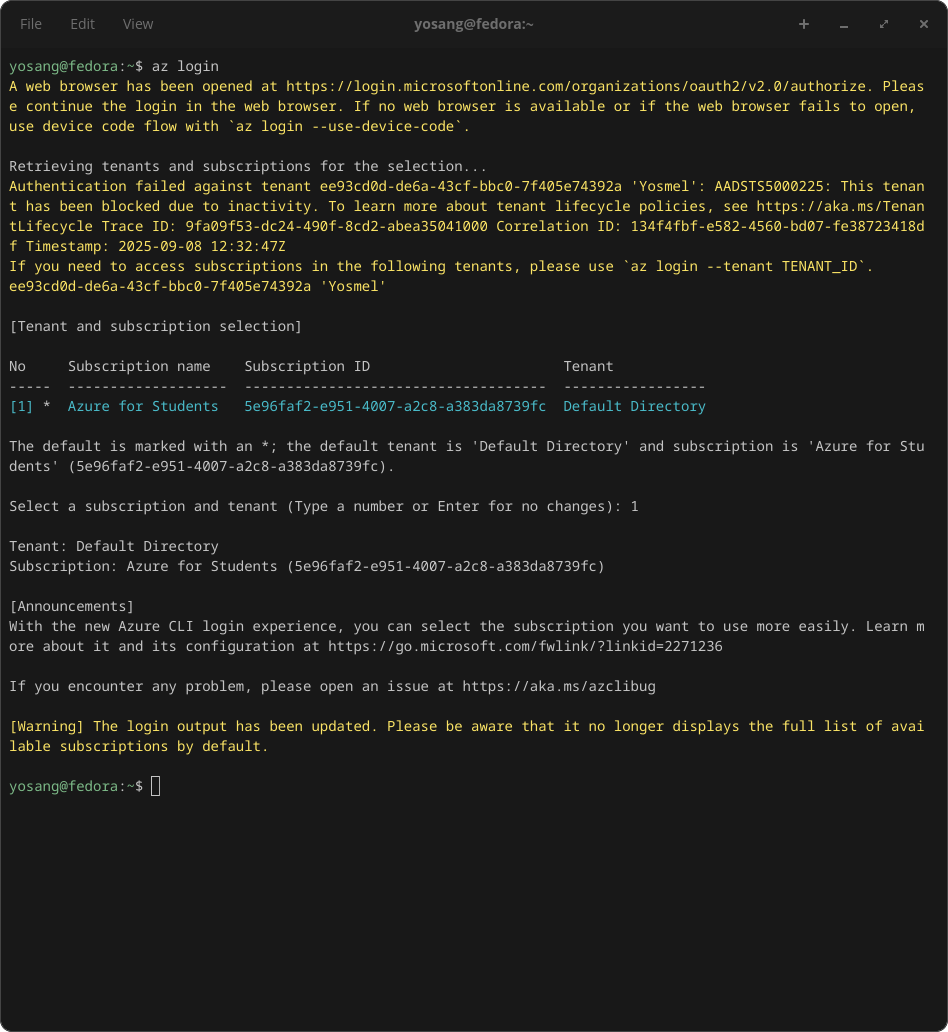 File Edit View yosang@fedora:~
yosang@fedora:~$ az login
A web browser has been opened at https://login.microsoftonline.com/organizations/oauth2/v2.0/authorize. Pleas
e continue the login in the web browser. If no web browser is available or if the web browser fails to open,
use device code flow with `az login --use-device-code`.
Retrieving tenants and subscriptions for the selection...
Authentication failed against tenant ee93cd0d-de6a-43cf-bbc0-7f405e74392a 'Yosmel': AADSTS5000225: This tenan
t has been blocked due to inactivity. To learn more about tenant lifecycle policies, see https://aka.ms/Tenan
tLifecycle Trace ID: 9fa09f53-dc24-490f-8cd2-abea35041000 Correlation ID: 134f4fbf-e582-4560-bd07-fe38723418d
f Timestamp: 2025-09-08 12:32:47Z
If you need to access subscriptions in the following tenants, please use `az login --tenant TENANT_ID`.
ee93cd0d-de6a-43cf-bbc0-7f405e74392a 'Yosmel'
[Tenant and subscription selection]
No     Subscription name    Subscription ID                       Tenant
-----  -------------------  ------------------------------------  -----------------
[1] *  Azure for Students   5e96faf2-e951-4007-a2c8-a383da8739fc  Default Directory
The default is marked with an *; the default tenant is 'Default Directory' and subscription is 'Azure for Stu
dents' (5e96faf2-e951-4007-a2c8-a383da8739fc).
Select a subscription and tenant (Type a number or Enter for no changes): 1
Tenant: Default Directory
Subscription: Azure for Students (5e96faf2-e951-4007-a2c8-a383da8739fc)
[Announcements]
With the new Azure CLI login experience, you can select the subscription you want to use more easily. Learn m
ore about it and its configuration at https://go.microsoft.com/fwlink/?linkid=2271236
If you encounter any problem, please open an issue at https://aka.ms/azclibug
[Warning] The login output has been updated. Please be aware that it no longer displays the full list of avai
lable subscriptions by default.
yosang@fedora:~$